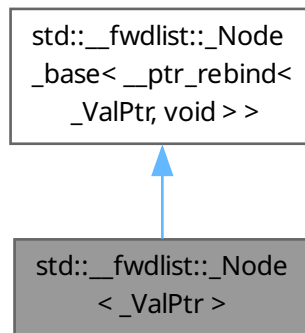 std::__fwdlist::_Node
_base< __ptr_rebind<
_ValPtr, void > >
std::__fwdlist::_Node
< _ValPtr >